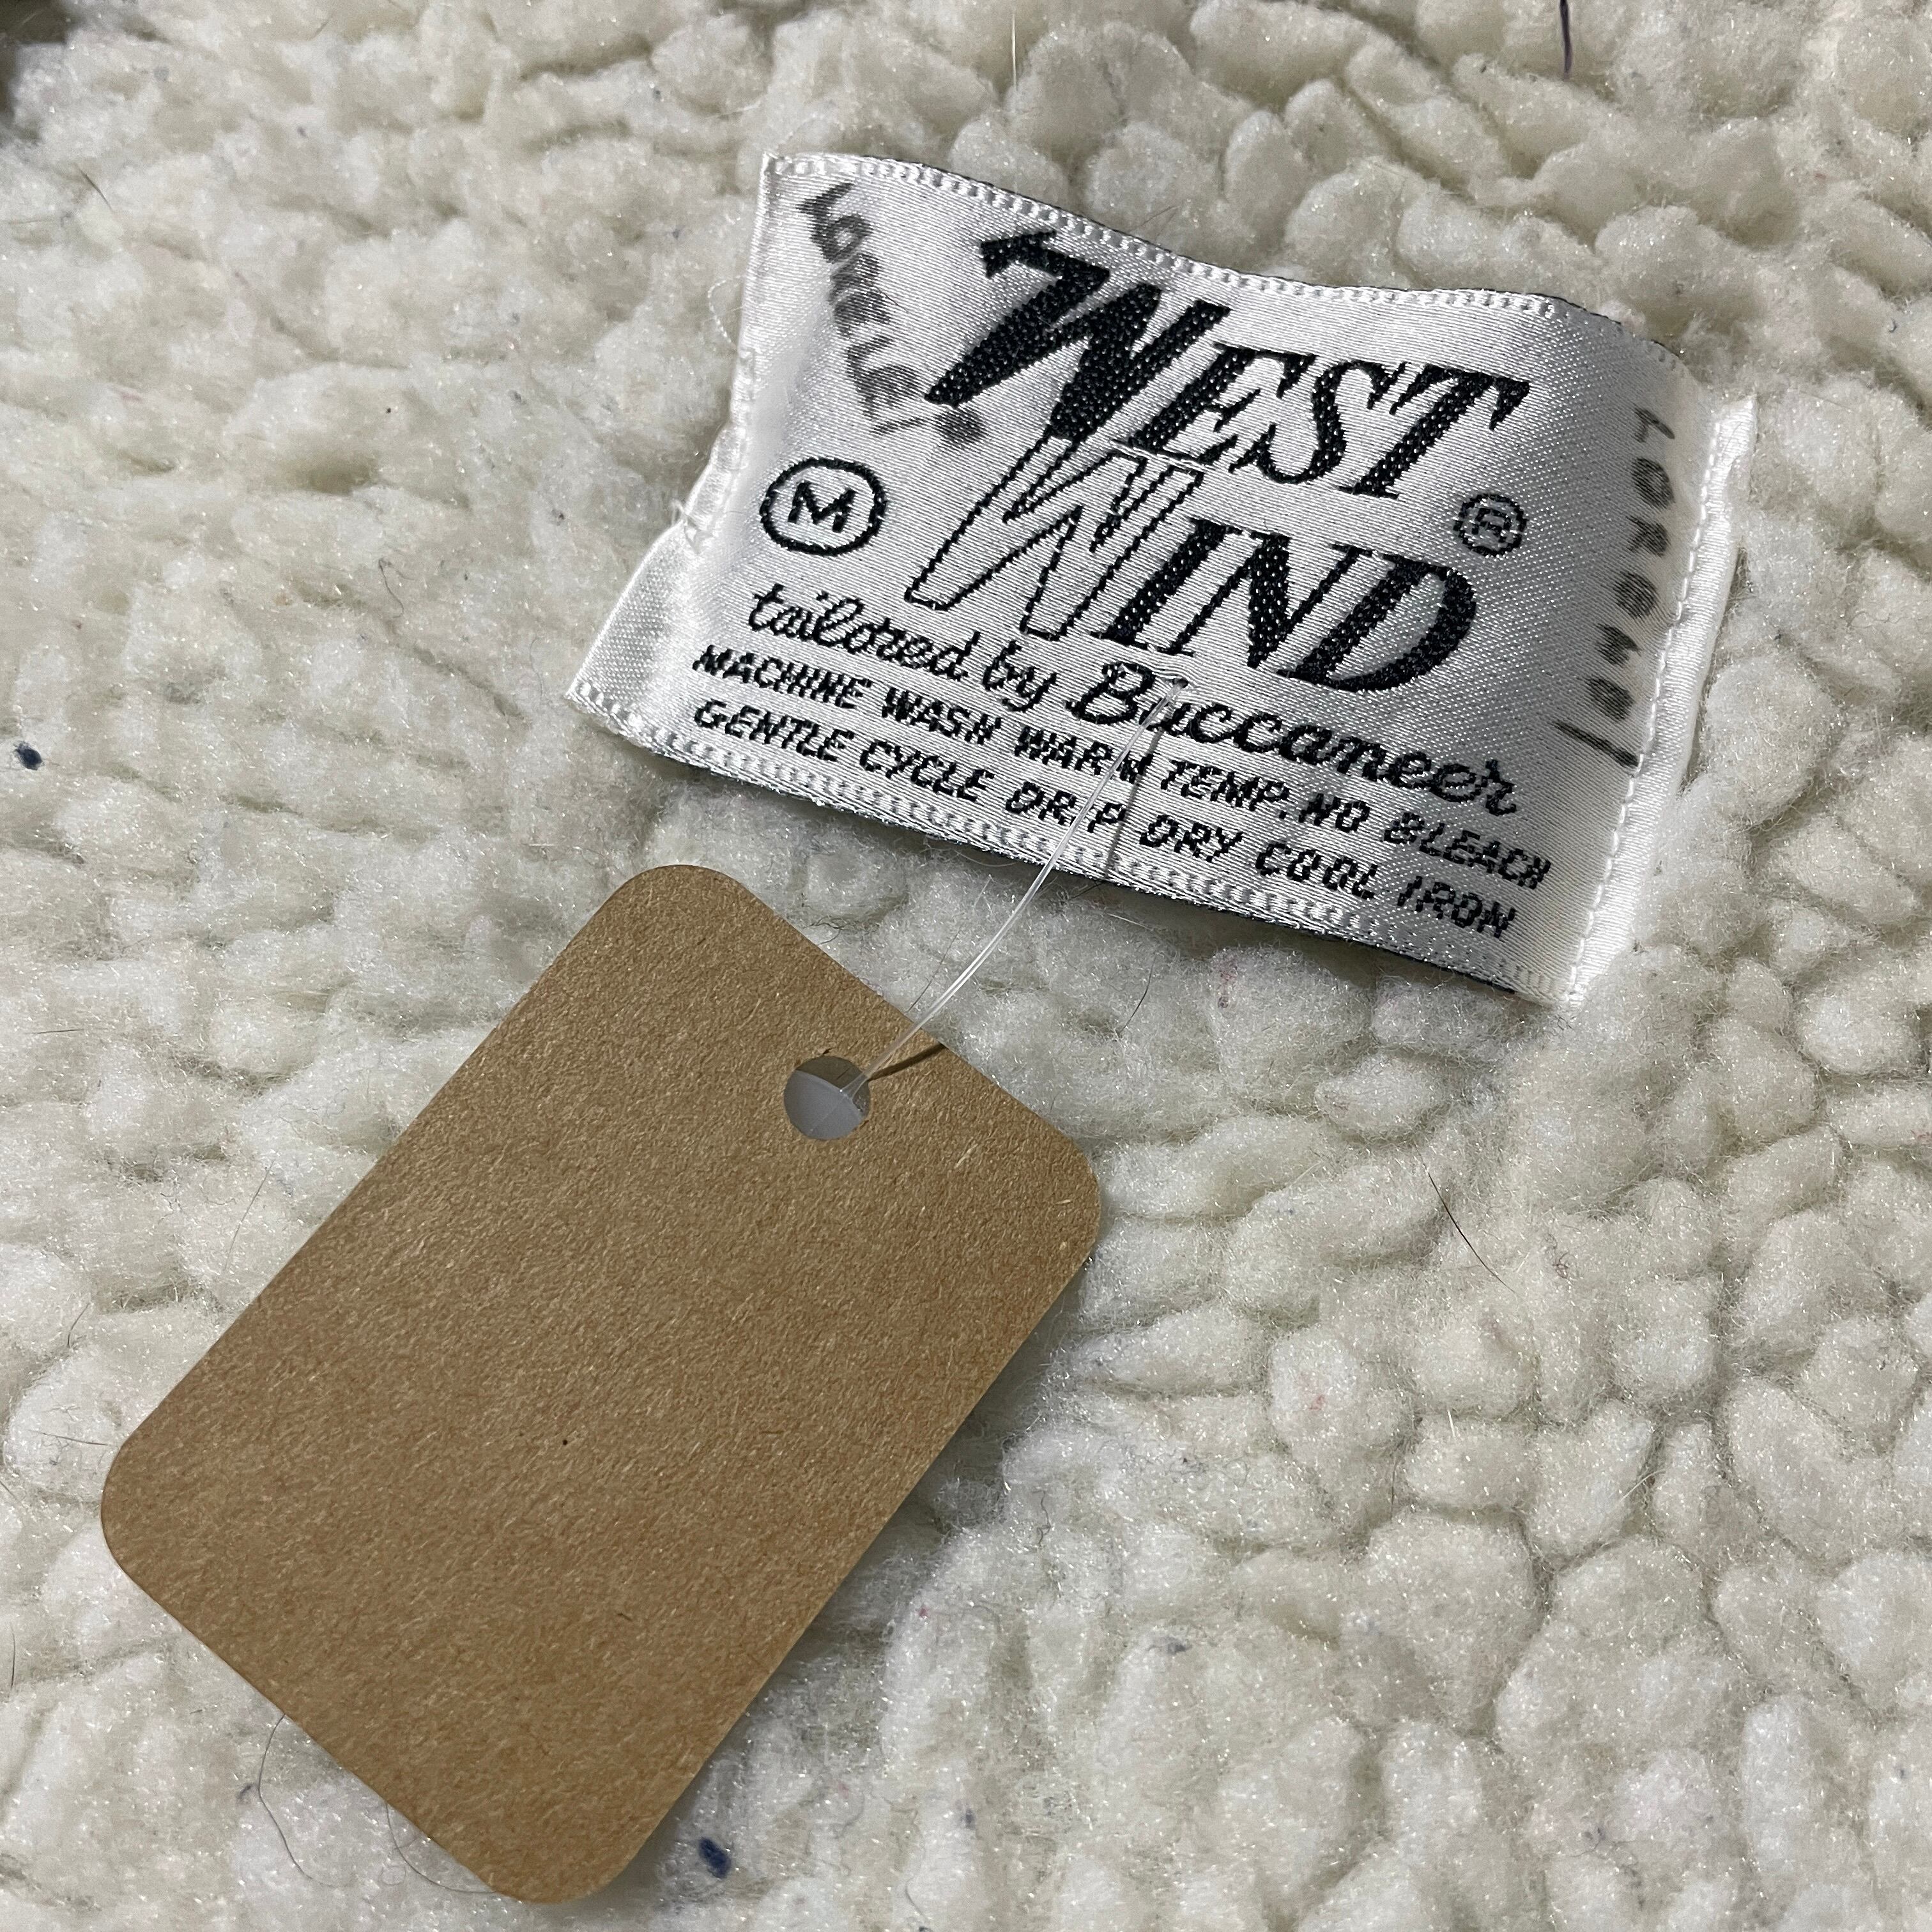 WEST
WIND ®
M
tailored by Buccaneer
MACHINE WASH WARM TEMP. NO BLEACH
GENTLE CYCLE DRIP DRY COOL IRON